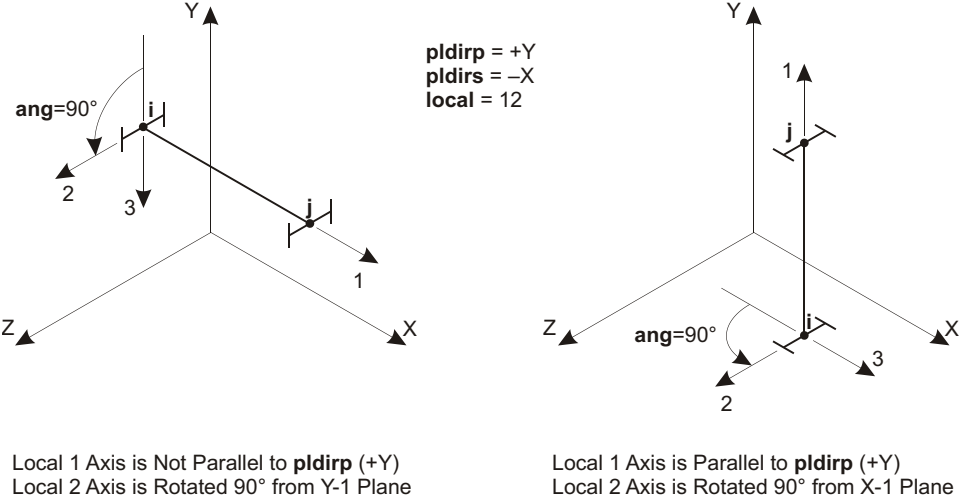 Y
ang=90°
i
2
3
j
1
Z
X
pldirp = +Y
pldirs = –X
local = 12
Local 1 Axis is Not Parallel to pldirp (+Y)
Local 2 Axis is Rotated 90° from Y-1 Plane
Y
1
j
Z
X
i
ang=90°
3
2
Local 1 Axis is Parallel to pldirp (+Y)
Local 2 Axis is Rotated 90° from X-1 Plane